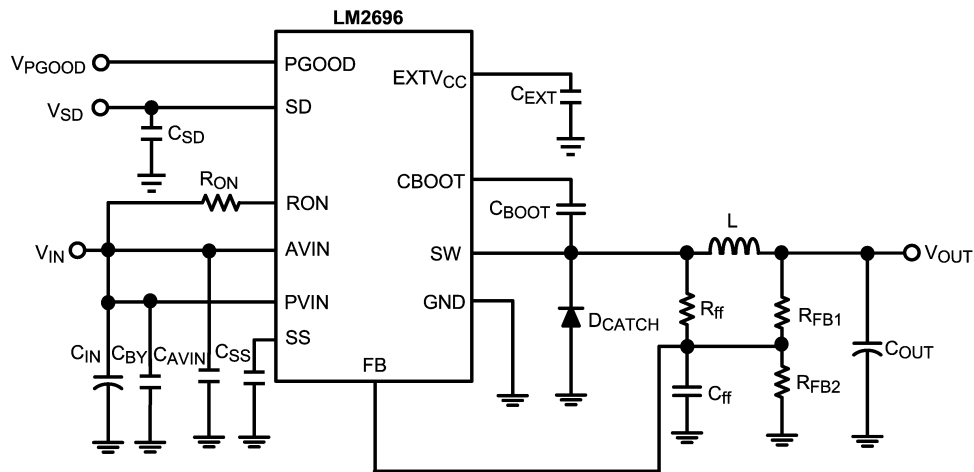 LM2696
VPGOOD
PGOOD
EXTVCC
CEXT
VSD
SD
CSD
RON
RON
CBOOT
CBOOT
VIN
AVIN
SW
L
VOUT
PVIN
GND
DCATCH
Rff
RFB1
SS
CIN
CBY
CAVIN
CSS
FB
COUT
Cff
RFB2